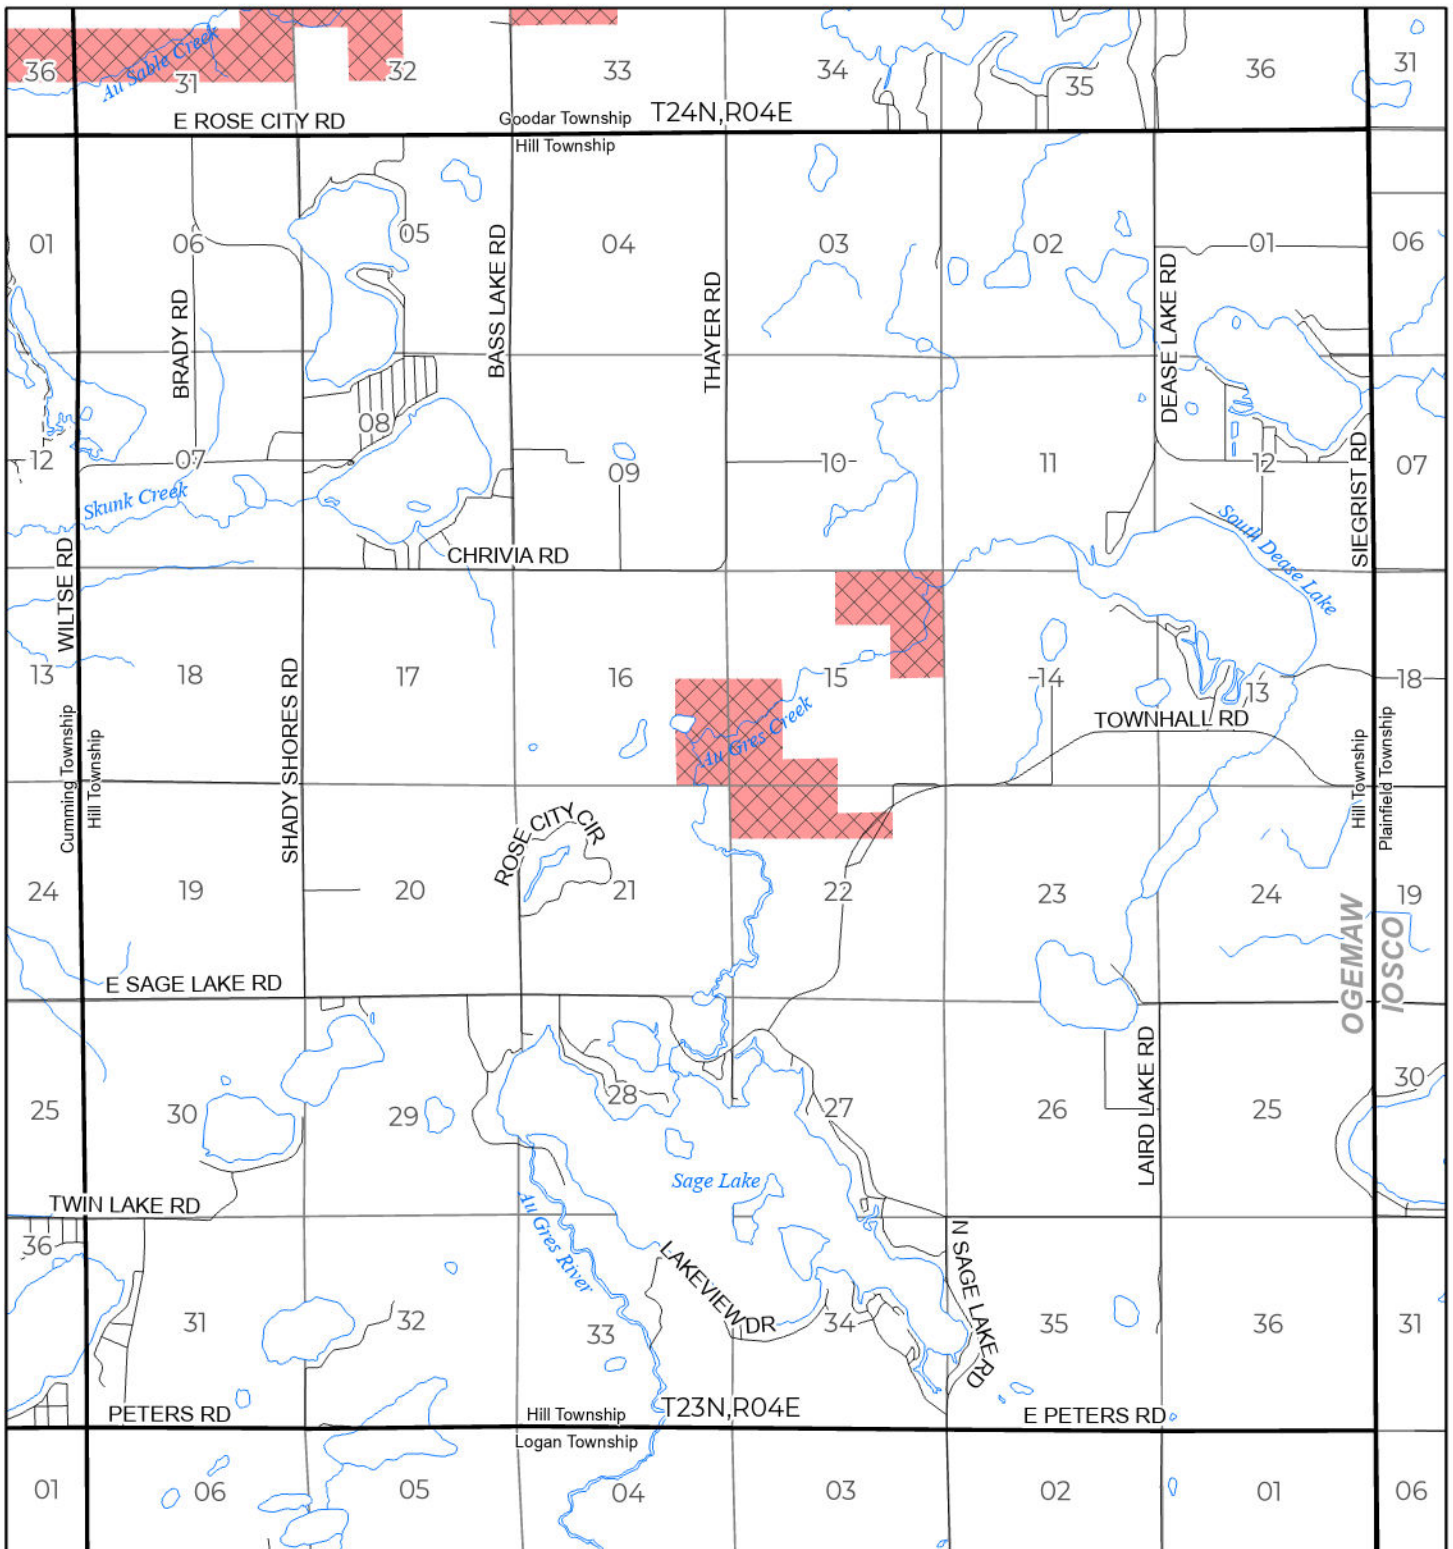 36
Au Sable Creek
31
32
33
34
35
36
31
E ROSE CITY RD
Goodar Township
T24N,R04E
Hill Township
01
06
05
04
03
02
01
06
BRADY RD
BASS LAKE RD
THAYER RD
DEASE LAKE RD
12
07
08
09
10
11
12
07
SIEGRIST RD
Skunk Creek
South Dease Lake
CHRIVIA RD
WILTSE RD
13
18
17
16
15
14
13
18
SHADY SHORES RD
Au Gres Creek
TOWNHALL RD
Cumming Township
Hill Township
Hill Township
Plainfield Township
ROSE CITY CIR
24
19
20
21
22
23
24
19
OGEMAW
IOSCO
E SAGE LAKE RD
25
30
29
28
27
26
25
30
LAIRD LAKE RD
Sage Lake
TWIN LAKE RD
Au Gres River
36
31
32
33
LAKEVIEW DR
34
N SAGE LAKE RD
35
36
31
PETERS RD
Hill Township
T23N,R04E
E PETERS RD
Logan Township
01
06
05
04
03
02
01
06